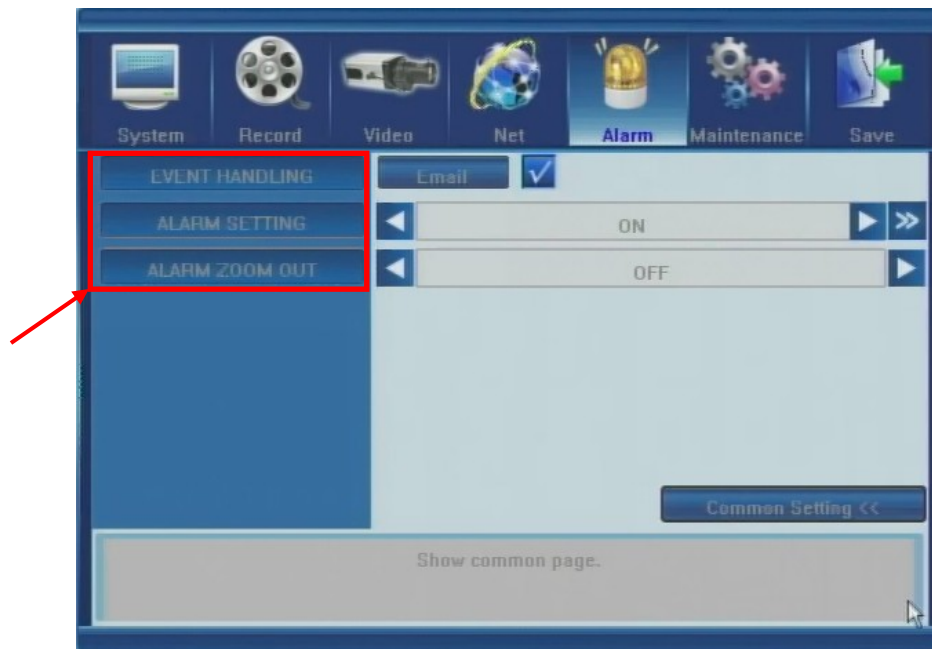 System Record Video Net Alarm Maintenance Save
EVENT HANDLING Email
ALARM SETTING ON
ALARM ZOOM OUT OFF
Common Setting <<
Show common page.